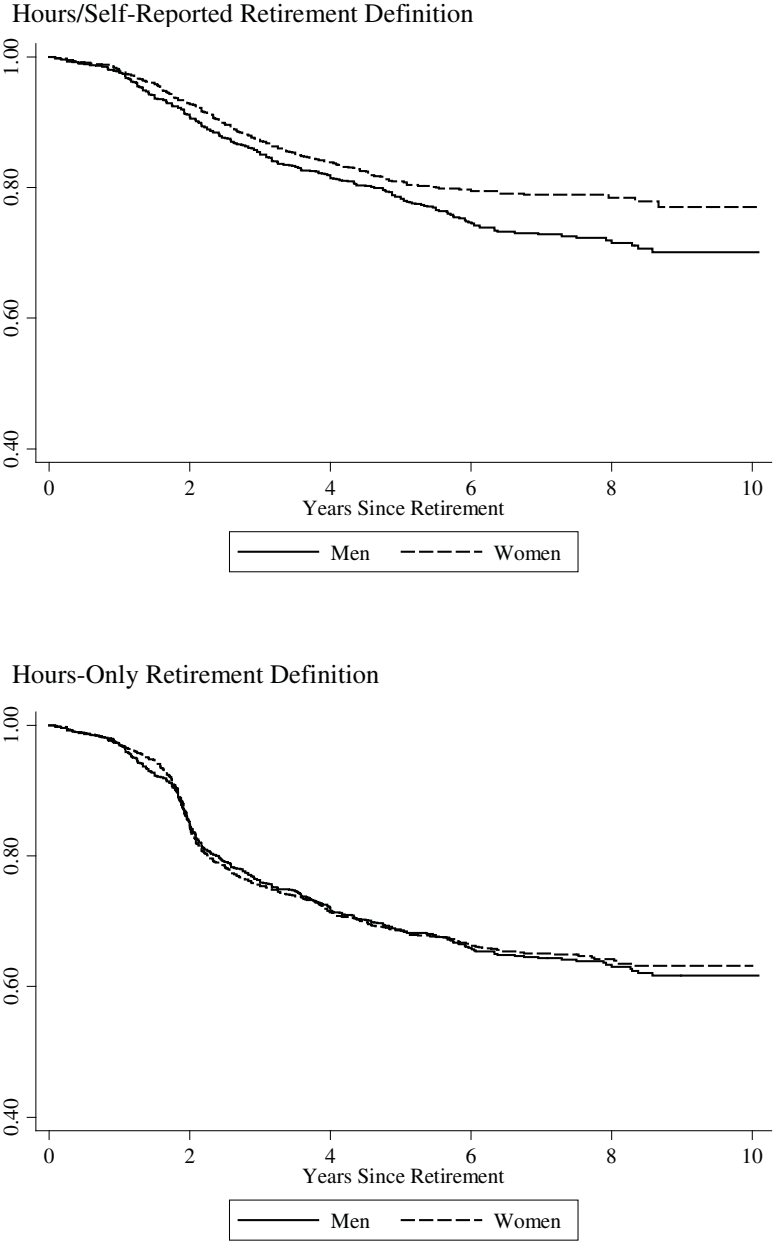 Hours/Self-Reported Retirement Definition
1.00
0.80
0.60
0.40
0 2 4 6 8 10
Years Since Retirement
Men Women
Hours-Only Retirement Definition
1.00
0.80
0.60
0.40
0 2 4 6 8 10
Years Since Retirement
Men Women